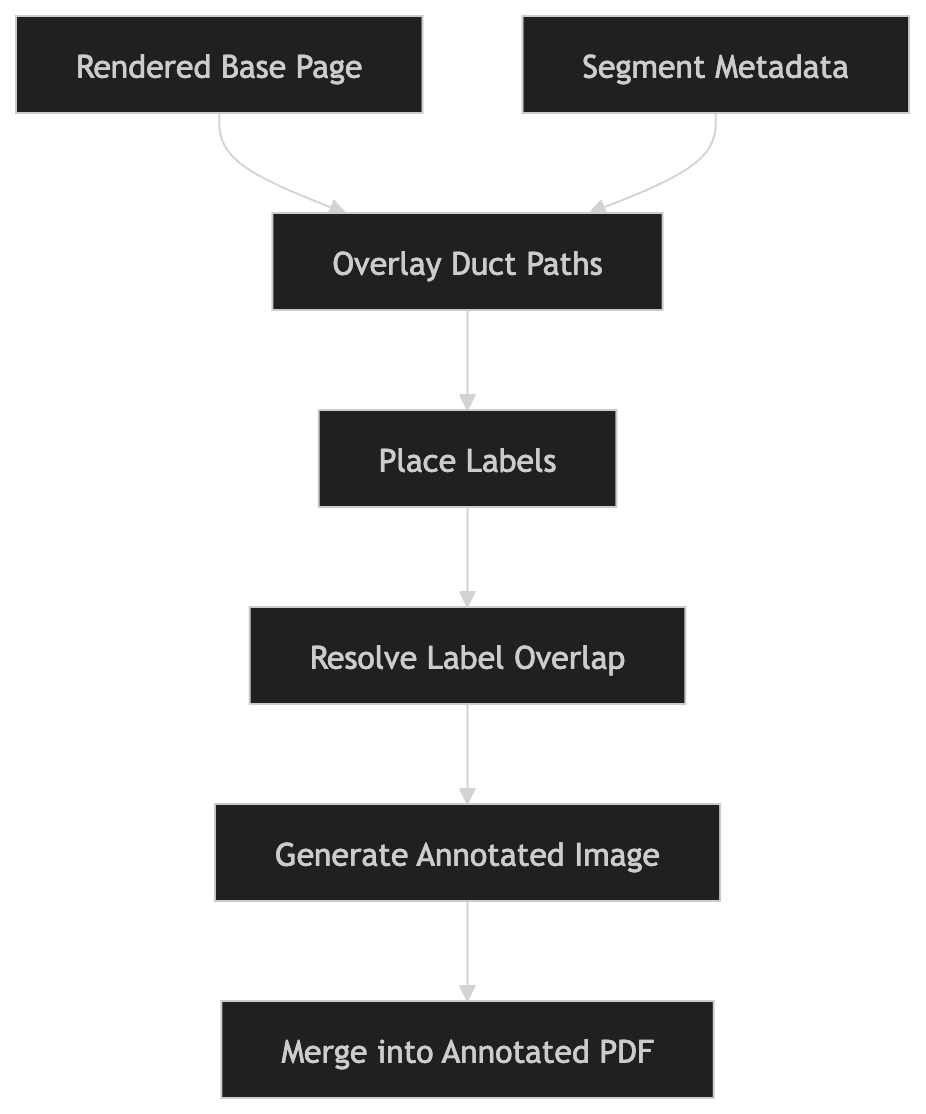 Rendered Base Page
Segment Metadata
Overlay Duct Paths
Place Labels
Resolve Label Overlap
Generate Annotated Image
Merge into Annotated PDF